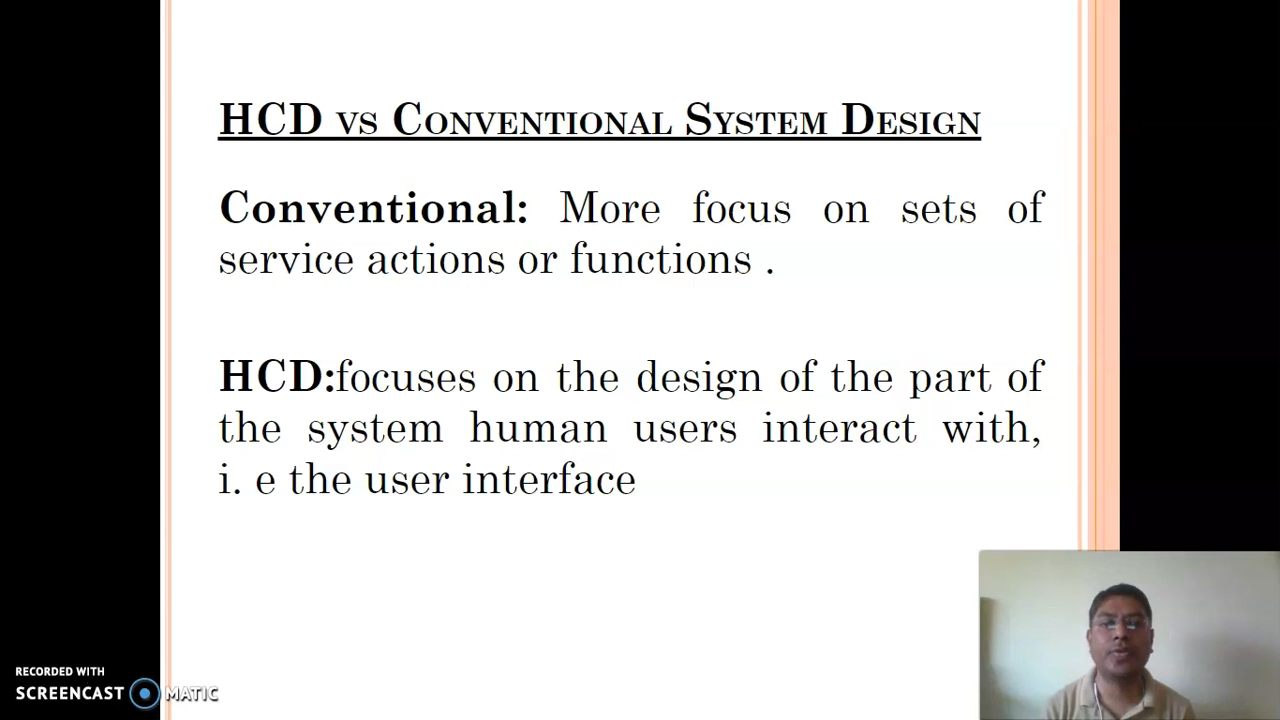 HCD VS CONVENTIONAL SYSTEM DESIGN
Conventional: More focus on sets of
service actions or functions .
HCD:focuses on the design of the part of
the system human users interact with,
i. e the user interface
RECORDED WITH
SCREENCAST MATIC